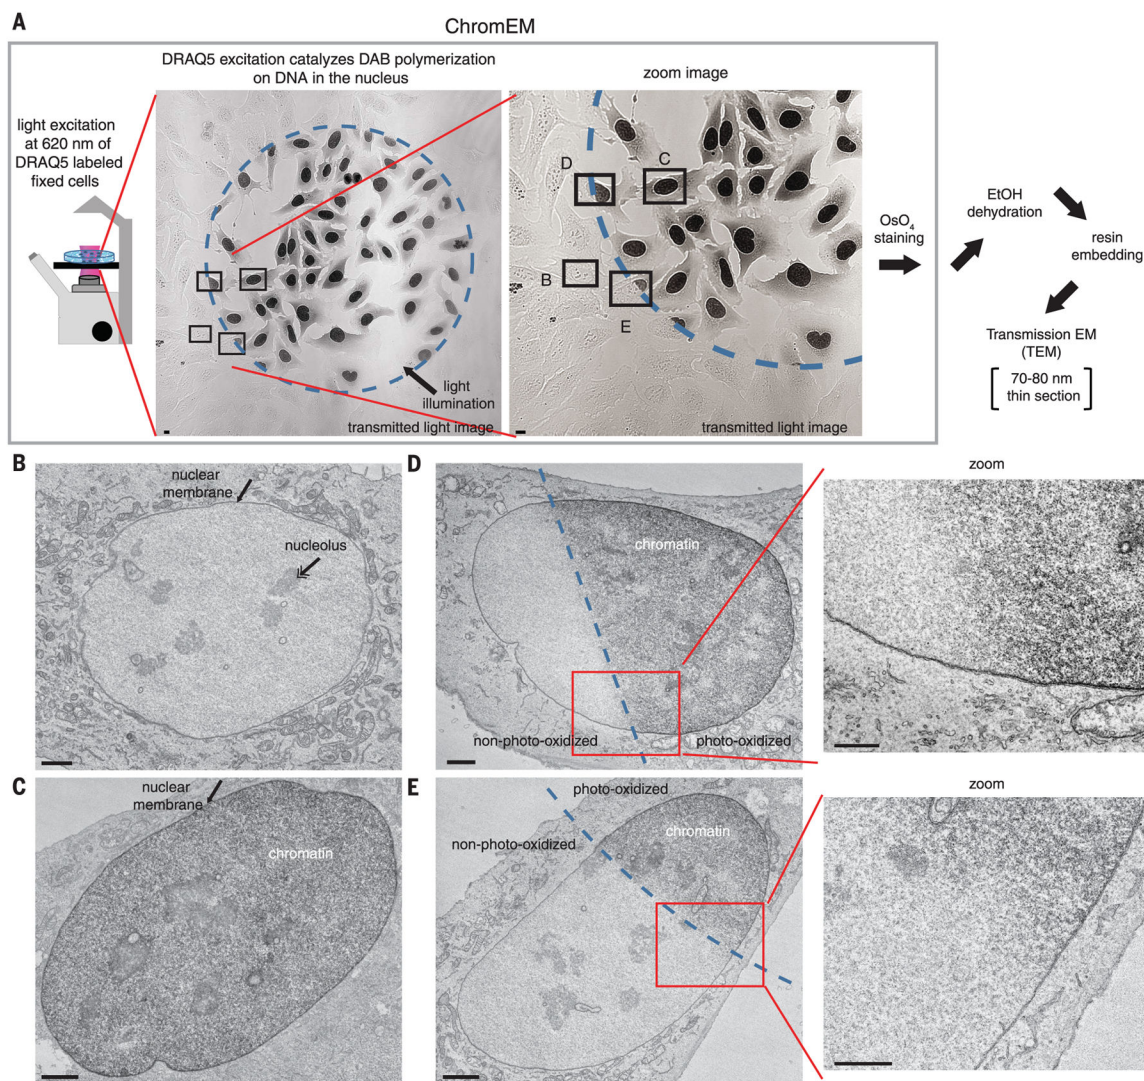 A
ChromEM
DRAQ5 excitation catalyzes DAB polymerization
on DNA in the nucleus
zoom image
light excitation
at 620 nm of
DRAQ5 labeled
fixed cells
D
C
B
E
light
illumination
transmitted light image
transmitted light image
OsO4
staining
EtOH
dehydration
resin
embedding
Transmission EM
(TEM)
70-80 nm
thin section
B
nuclear
membrane
nucleolus
D
chromatin
non-photo-oxidized
photo-oxidized
zoom
C
nuclear
membrane
chromatin
E
photo-oxidized
non-photo-oxidized
chromatin
zoom